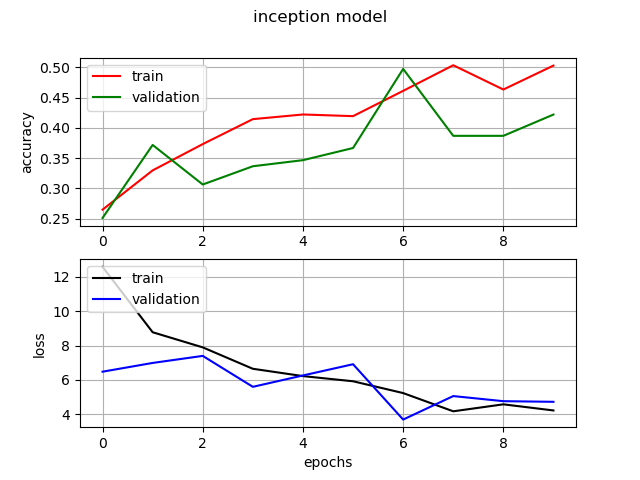 inception model
0.50
0.45
0.40
0.35
0.30
0.25
accuracy
train
validation
0 2 4 6 8
12
10
8
6
4
loss
train
validation
0 2 4 6 8
epochs